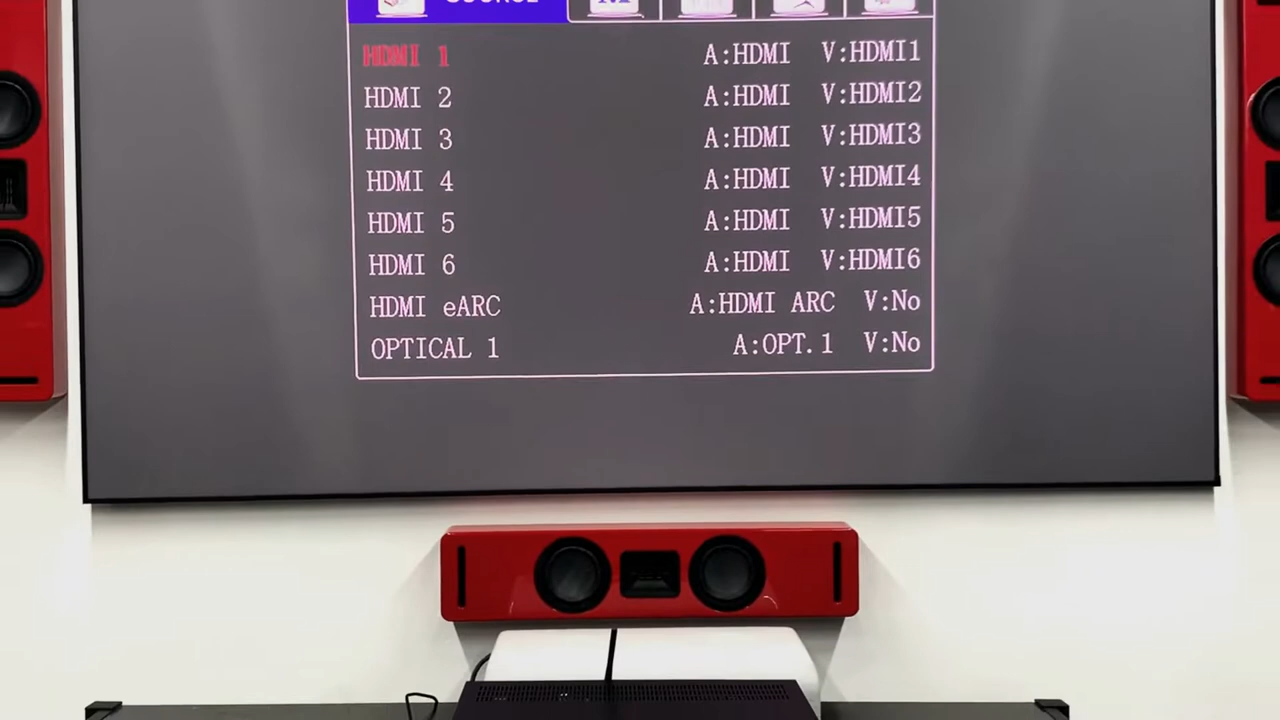 SOURCE
HDMI 1 A:HDMI V:HDMI1
HDMI 2 A:HDMI V:HDMI2
HDMI 3 A:HDMI V:HDMI3
HDMI 4 A:HDMI V:HDMI4
HDMI 5 A:HDMI V:HDMI5
HDMI 6 A:HDMI V:HDMI6
HDMI eARC A:HDMI ARC V:No
OPTICAL 1 A:OPT.1 V:No